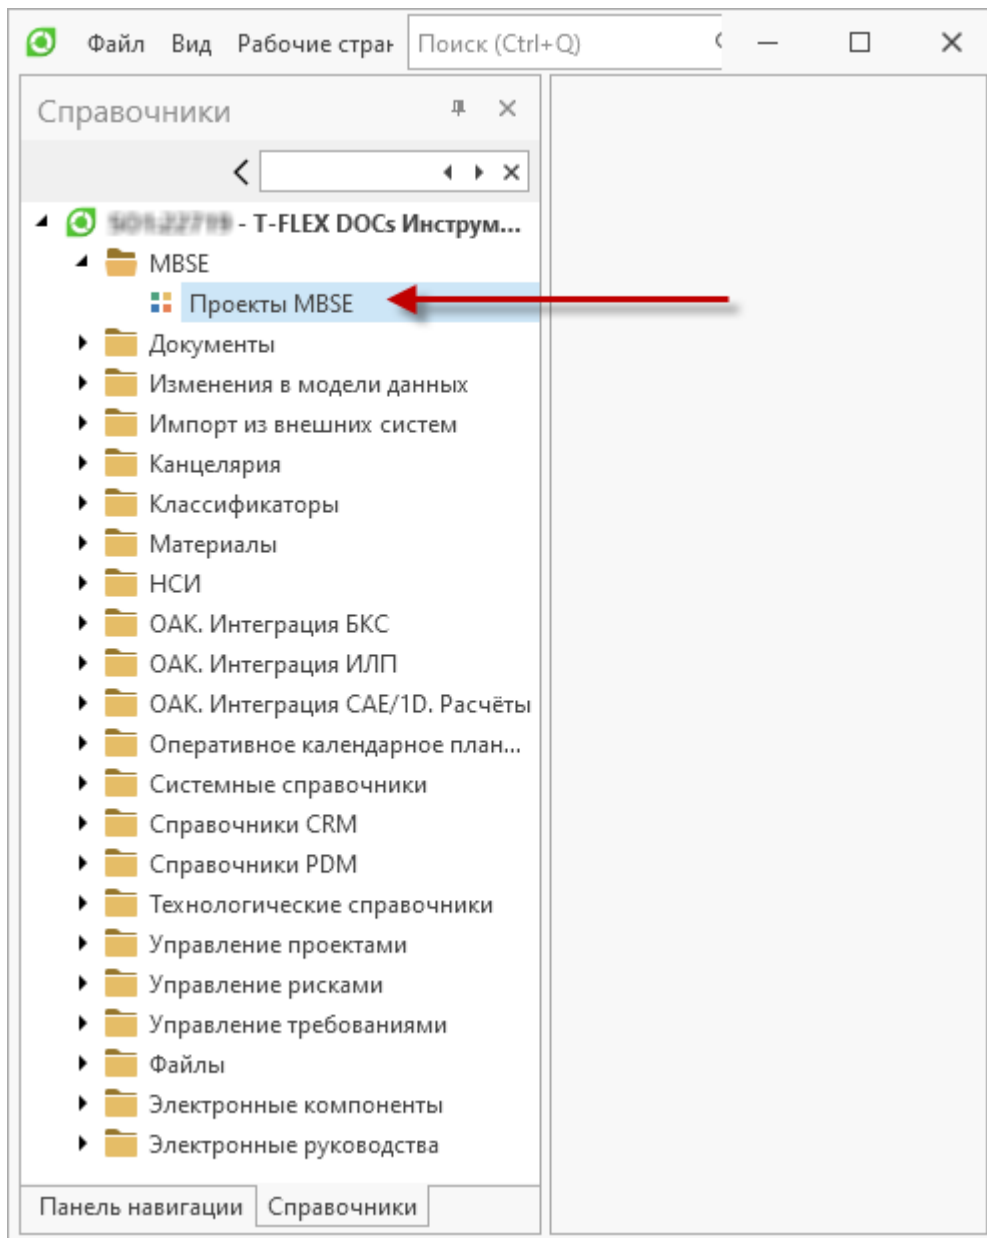 Файл Вид Рабочие стран Поиск (Ctrl+Q)
Справочники
- T-FLEX DOCs Инструм...
MBSE
Проекты MBSE
Документы
Изменения в модели данных
Импорт из внешних систем
Канцелярия
Классификаторы
Материалы
НСИ
ОАК. Интеграция БКС
ОАК. Интеграция ИЛП
ОАК. Интеграция CAE/1D. Расчёты
Оперативное календарное план...
Системные справочники
Справочники CRM
Справочники PDM
Технологические справочники
Управление проектами
Управление рисками
Управление требованиями
Файлы
Электронные компоненты
Электронные руководства
Панель навигации Справочники